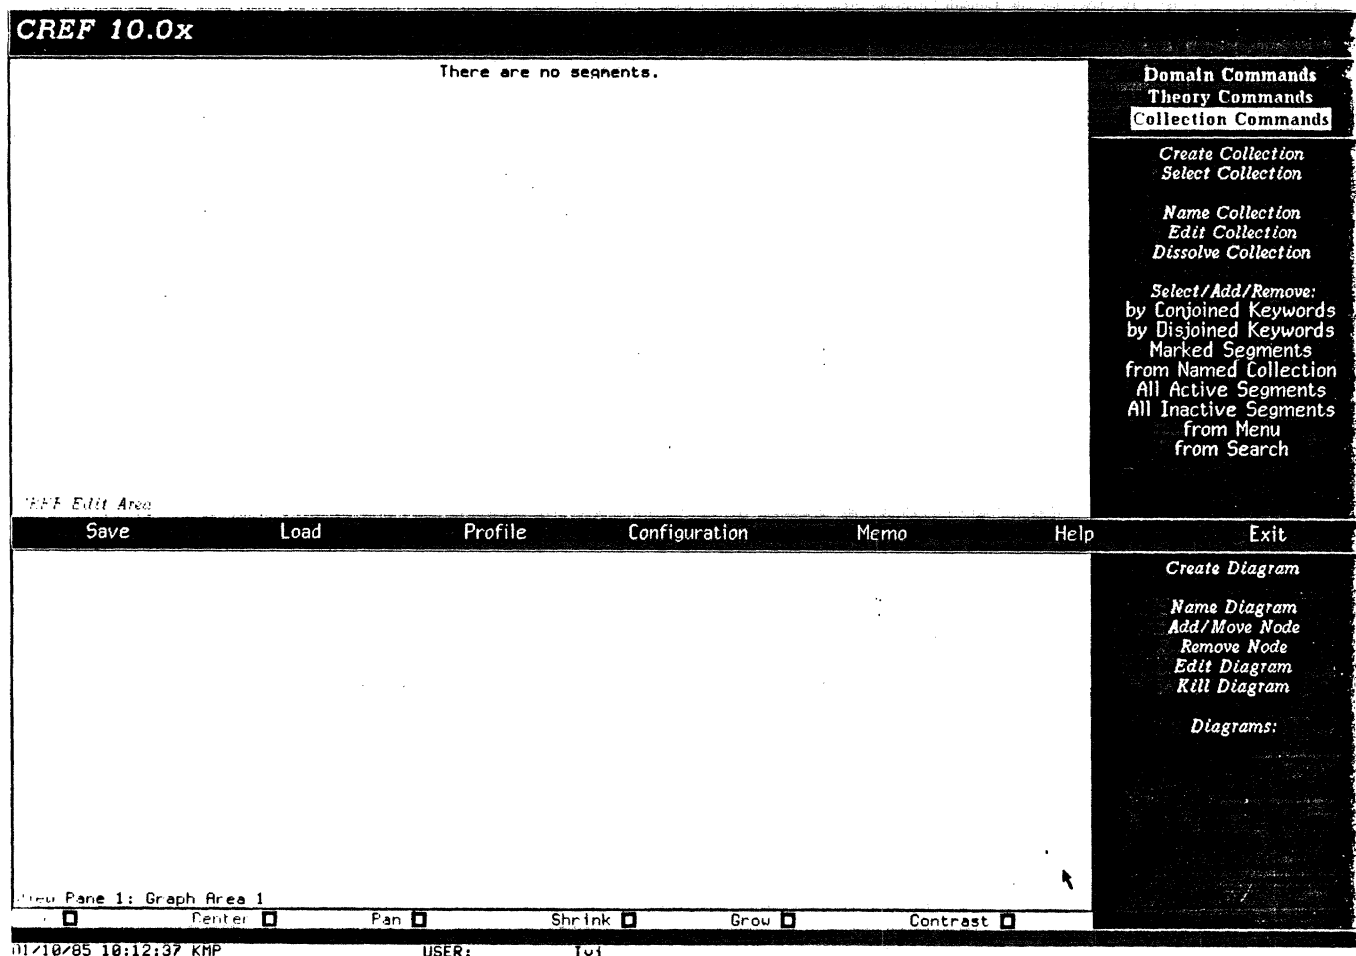 CREF 10.0x
There are no segments.
Domain Commands
Theory Commands
Collection Commands
Create Collection
Select Collection
Name Collection
Edit Collection
Dissolve Collection
Select/Add/Remove:
by Conjoined Keywords
by Disjoined Keywords
Marked Segments
from Named Collection
All Active Segments
All Inactive Segments
from Menu
from Search
Edit Area
Save Load Profile Configuration Memo Help Exit
Create Diagram
Name Diagram
Add/Move Node
Remove Node
Edit Diagram
Kill Diagram
Diagrams:
Pane 1: Graph Area 1
Center Pan Shrink Grow Contrast
01/10/85 10:12:37 KMP USER: Tyi